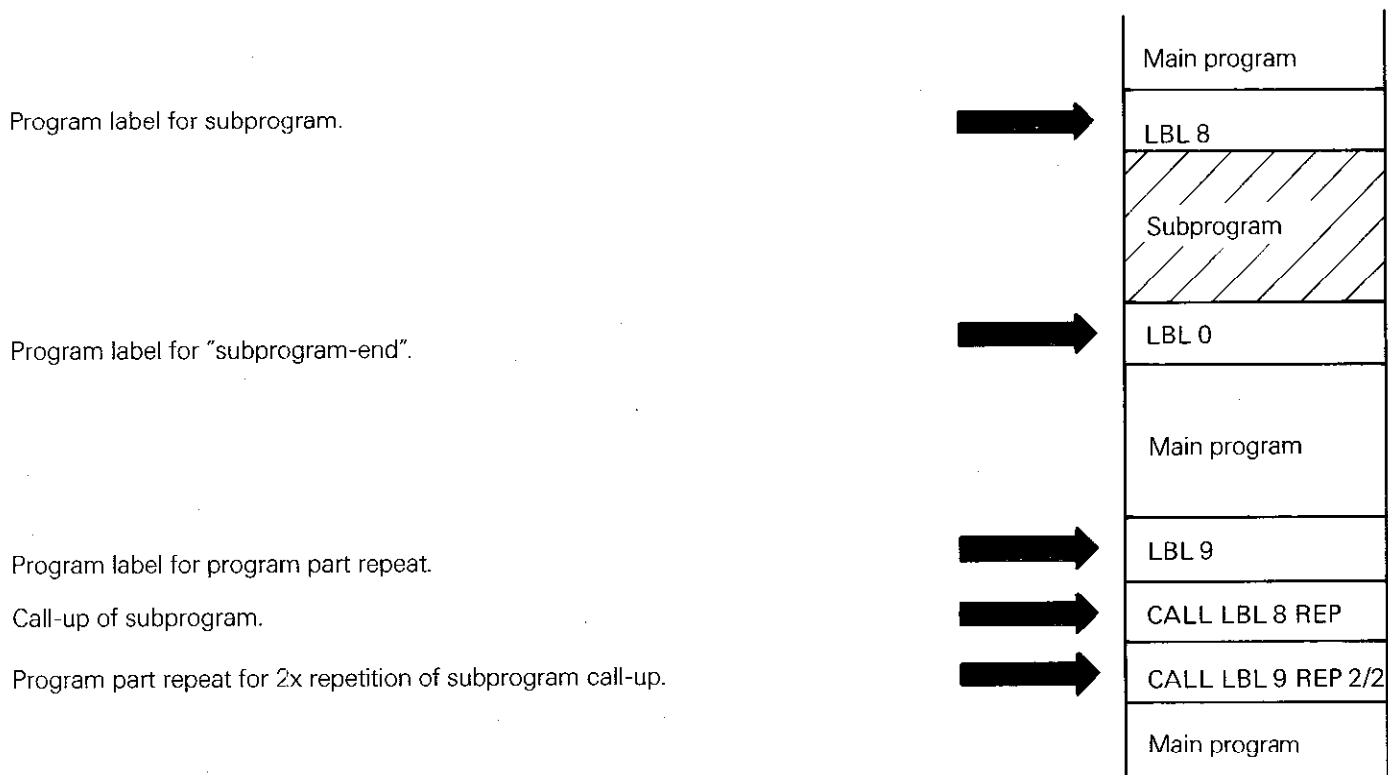 Main program
Program label for subprogram.
LBL 8
Subprogram
Program label for "subprogram-end".
LBL 0
Main program
Program label for program part repeat.
LBL 9
Call-up of subprogram.
CALL LBL 8 REP
Program part repeat for 2x repetition of subprogram call-up.
CALL LBL 9 REP 2/2
Main program